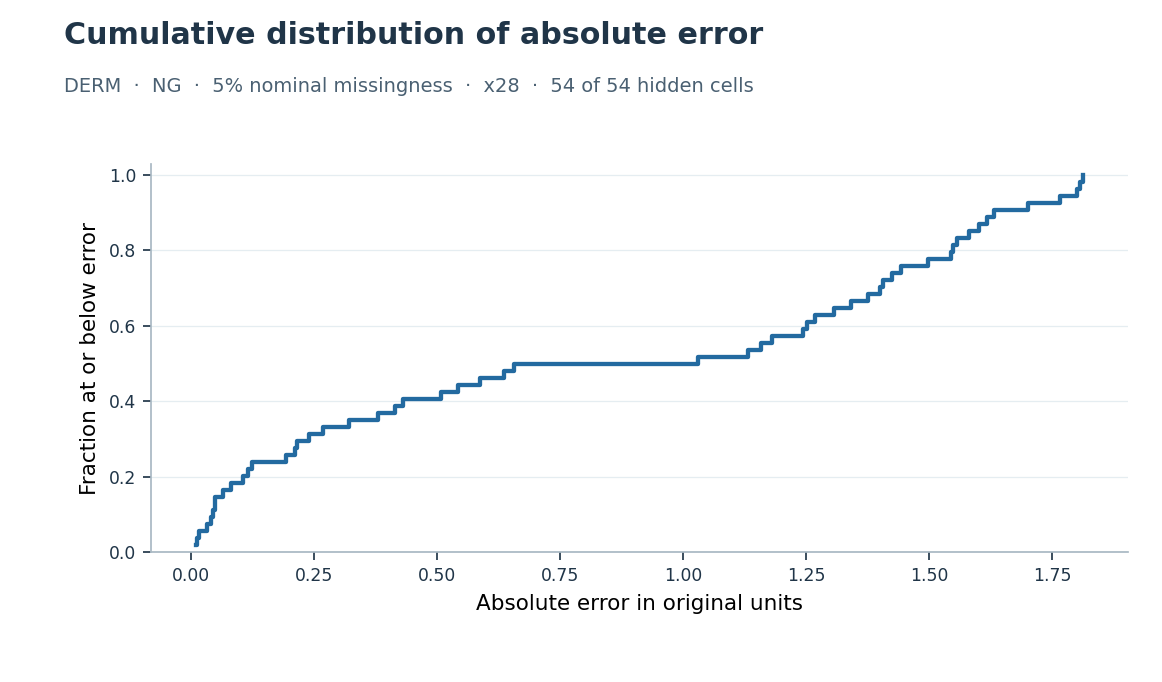 Cumulative distribution of absolute error
DERM · NG · 5% nominal missingness · x28 · 54 of 54 hidden cells
1.0
0.8
0.6
0.4
0.2
0.0
Fraction at or below error
0.00 0.25 0.50 0.75 1.00 1.25 1.50 1.75
Absolute error in original units